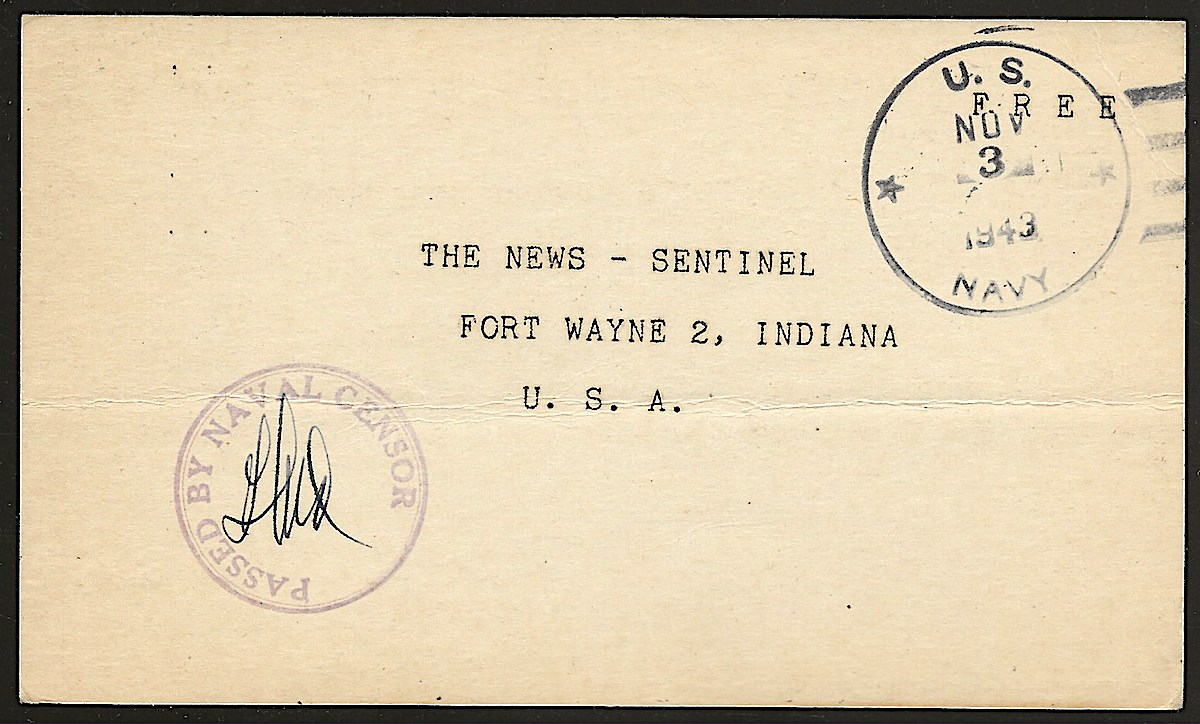 U. S.
FREE
NOV
3
1943
NAVY
THE NEWS - SENTINEL
FORT WAYNE 2, INDIANA
U. S. A.
PASSED BY NAVAL CENSOR